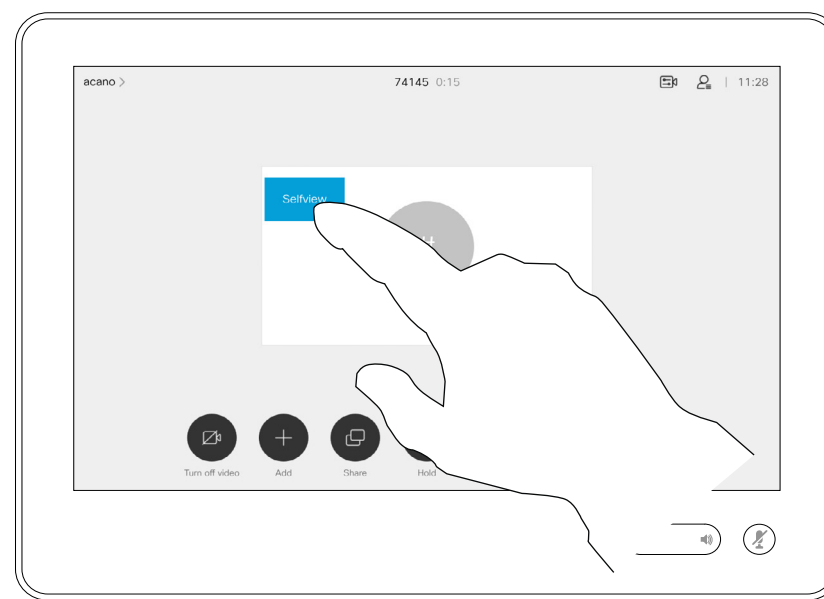 acano >
74145 0:15
11:28
Selfview
Turn off video
Add
Share
Hold